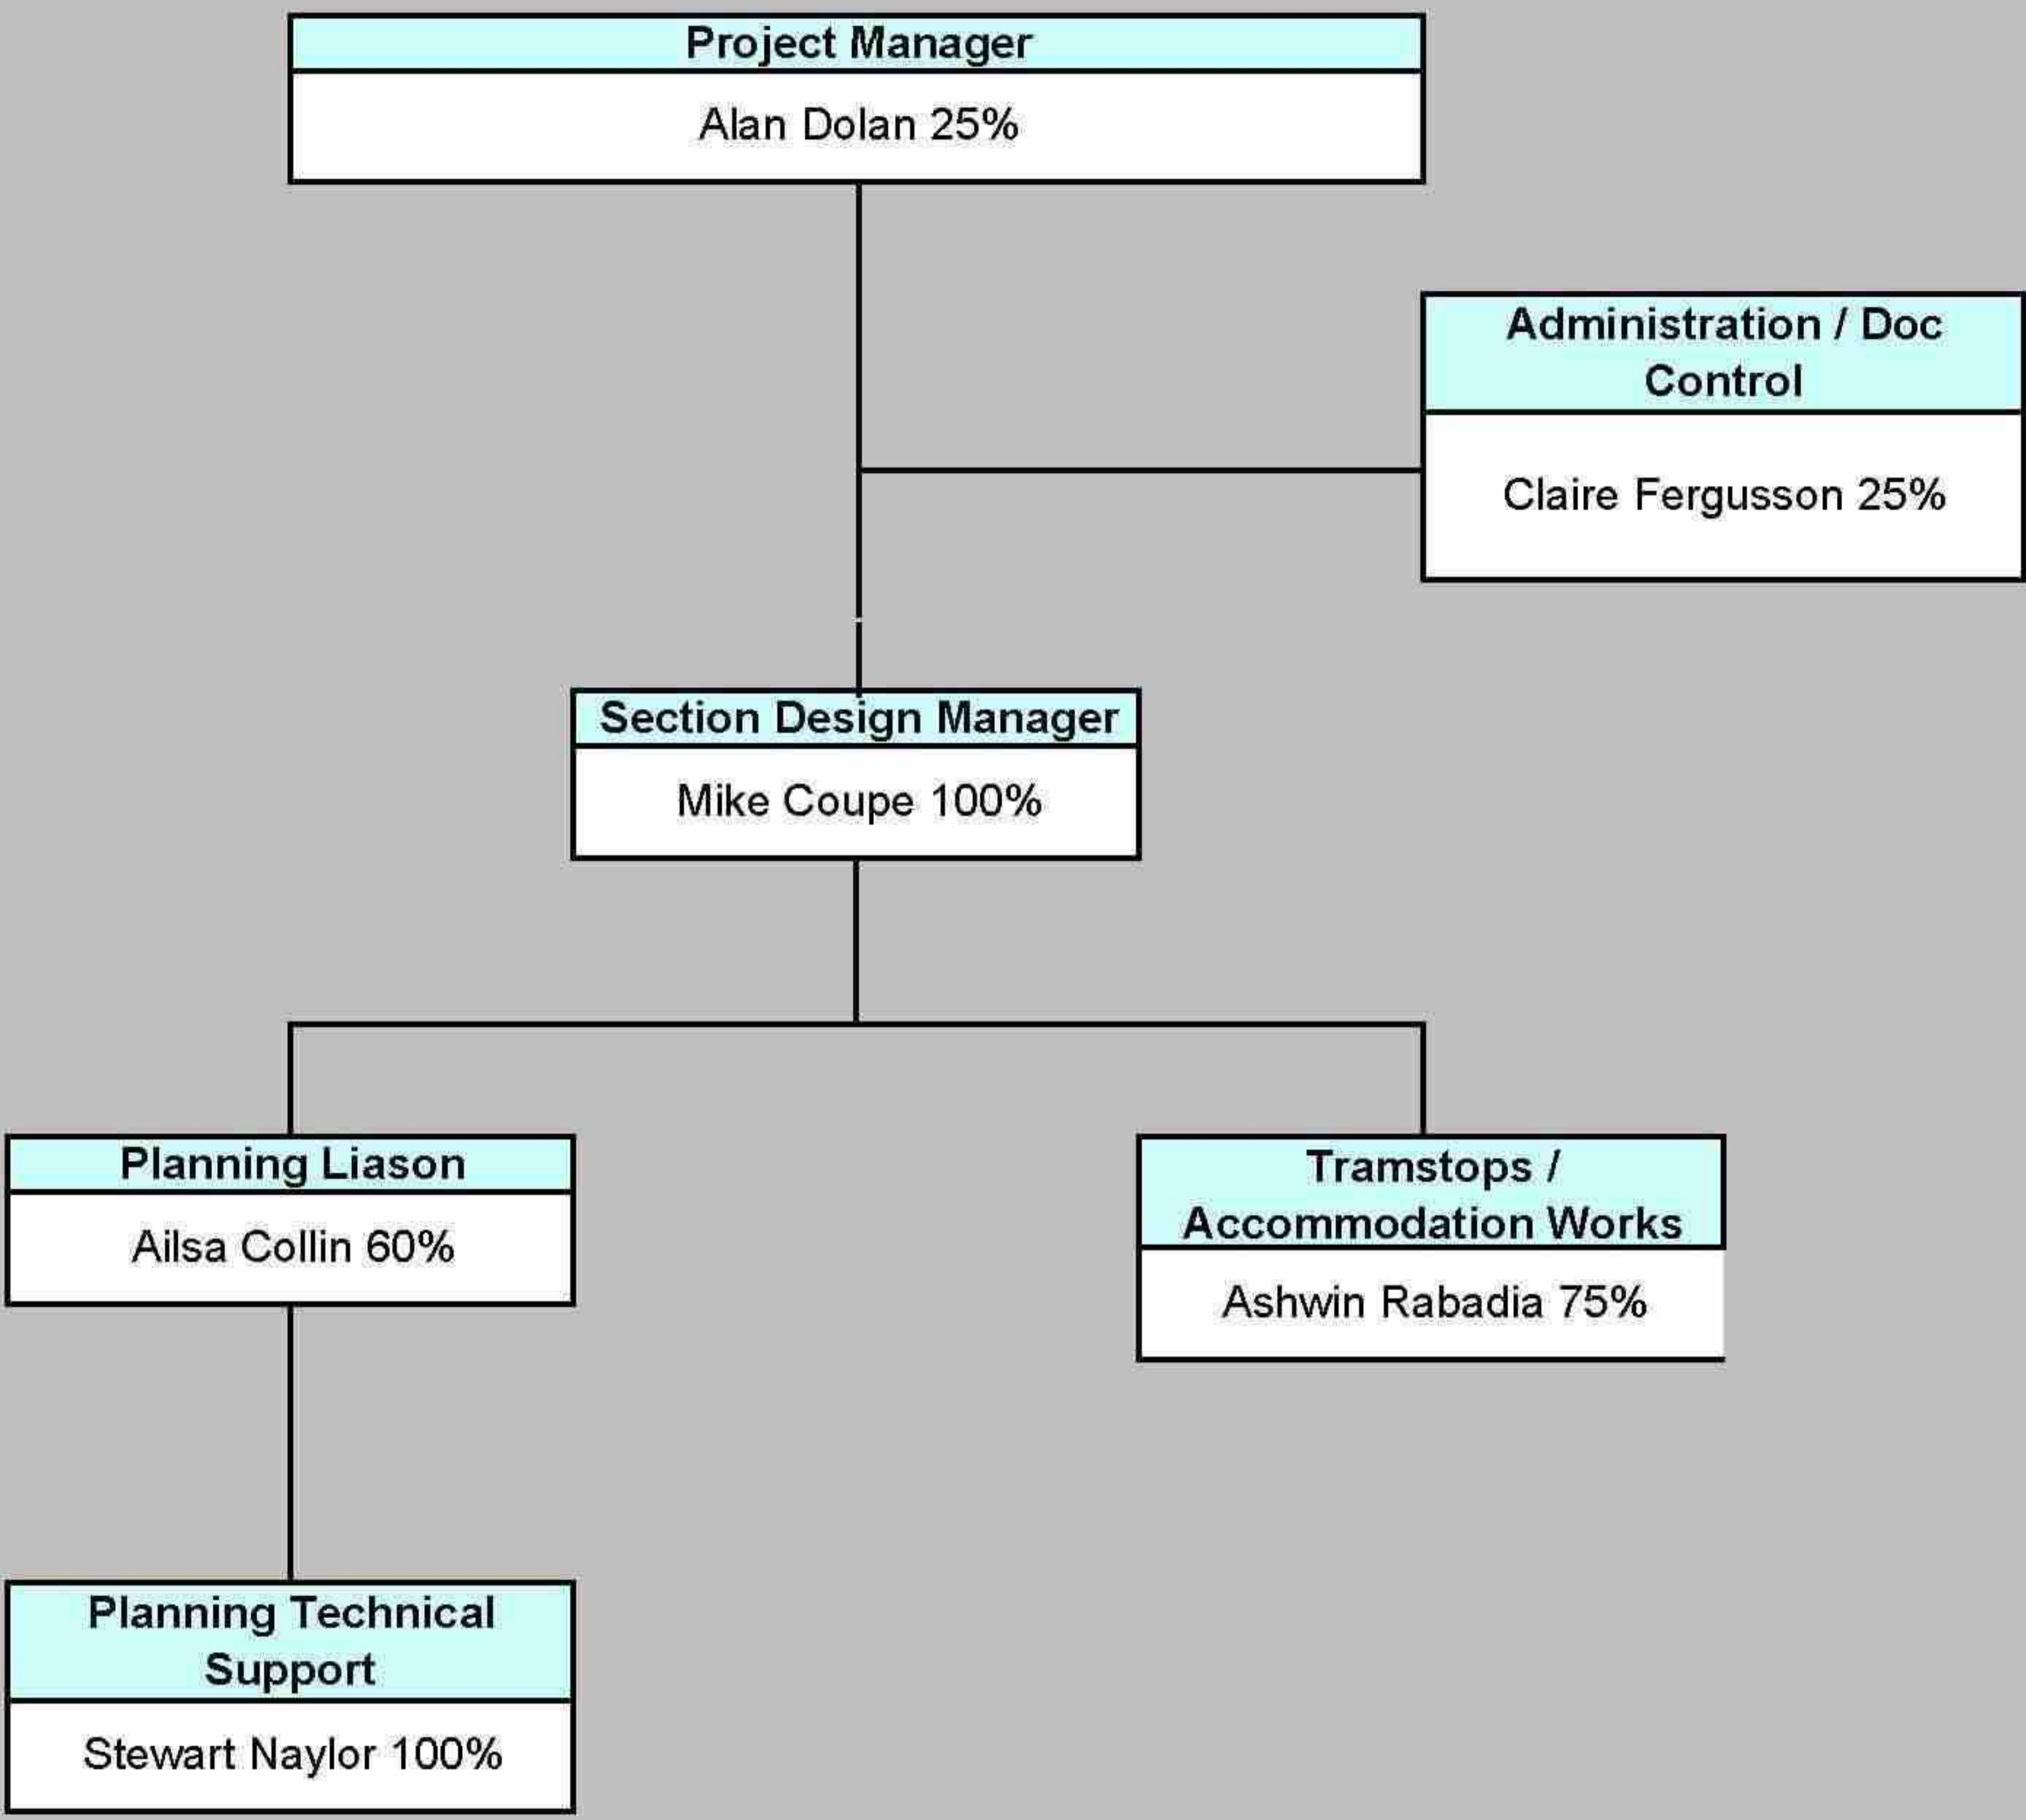 Project Manager
Alan Dolan 25%
Administration / Doc
Control
Claire Fergusson 25%
Section Design Manager
Mike Coupe 100%
Planning Liason
Ailsa Collin 60%
Tramstops /
Accommodation Works
Ashwin Rabadia 75%
Planning Technical
Support
Stewart Naylor 100%